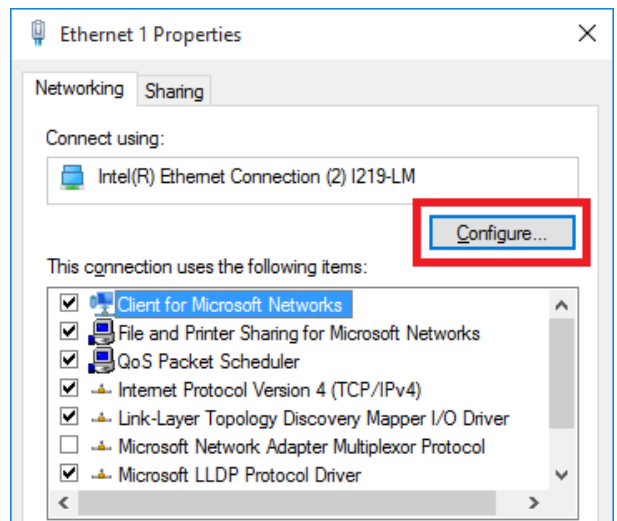 Ethernet 1 Properties
Networking
Sharing
Connect using:
Intel(R) Ethernet Connection (2) I219-LM
Configure...
This connection uses the following items:
Client for Microsoft Networks
File and Printer Sharing for Microsoft Networks
QoS Packet Scheduler
Internet Protocol Version 4 (TCP/IPv4)
Link-Layer Topology Discovery Mapper I/O Driver
Microsoft Network Adapter Multiplexor Protocol
Microsoft LLDP Protocol Driver